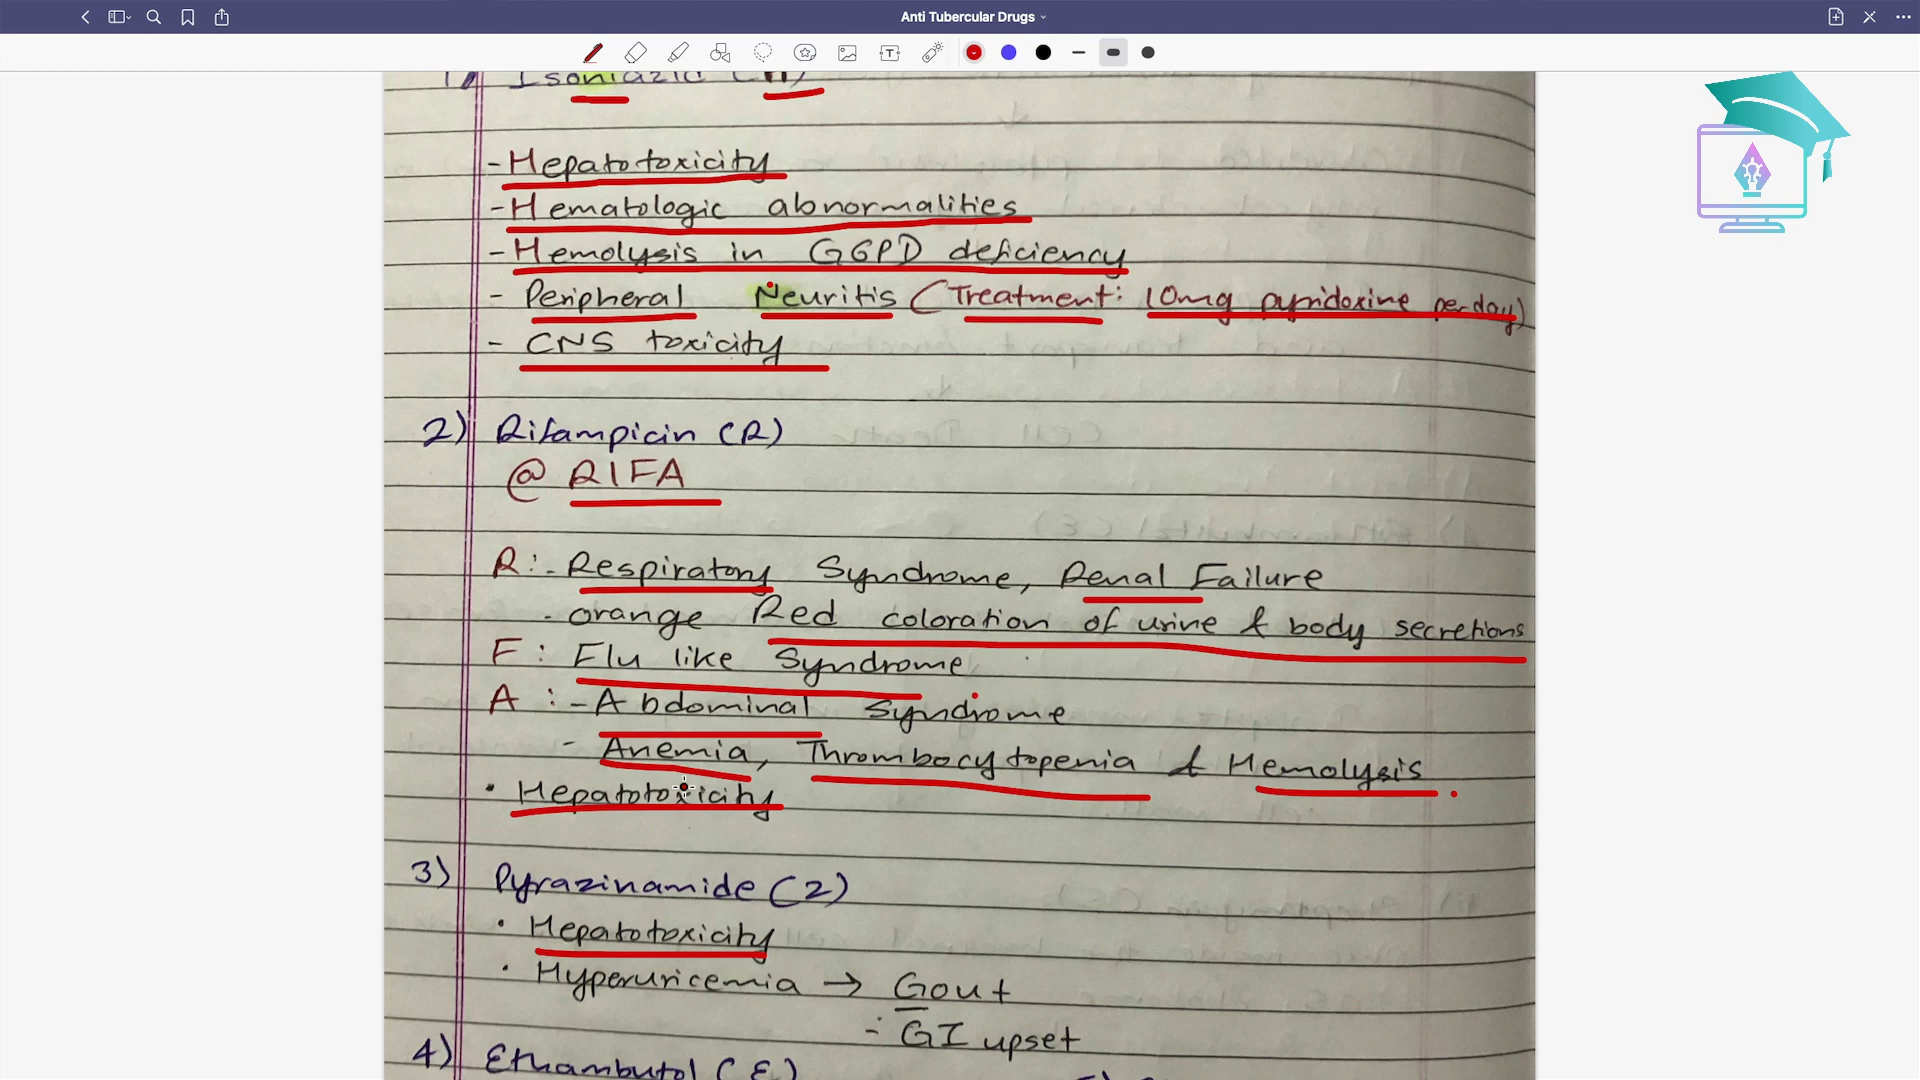 Anti Tubercular Drugs
1) Isoniazid (H)
- Hepatotoxicity
- Hematologic abnormalities
- Hemolysis in G6PD deficiency
- Peripheral Neuritis (Treatment: 10mg pyridoxine per day)
- CNS toxicity
2) Rifampicin (R)
@ RIFA
R: - Respiratory Syndrome, Renal Failure
- orange Red coloration of urine & body secretions
F: Flu like Syndrome
A: - Abdominal Syndrome
- Anemia, Thrombocytopenia & Hemolysis
• Hepatotoxicity
3) Pyrazinamide (Z)
• Hepatotoxicity
• Hyperuricemia → Gout
- GI upset
4) Ethambutol (E)